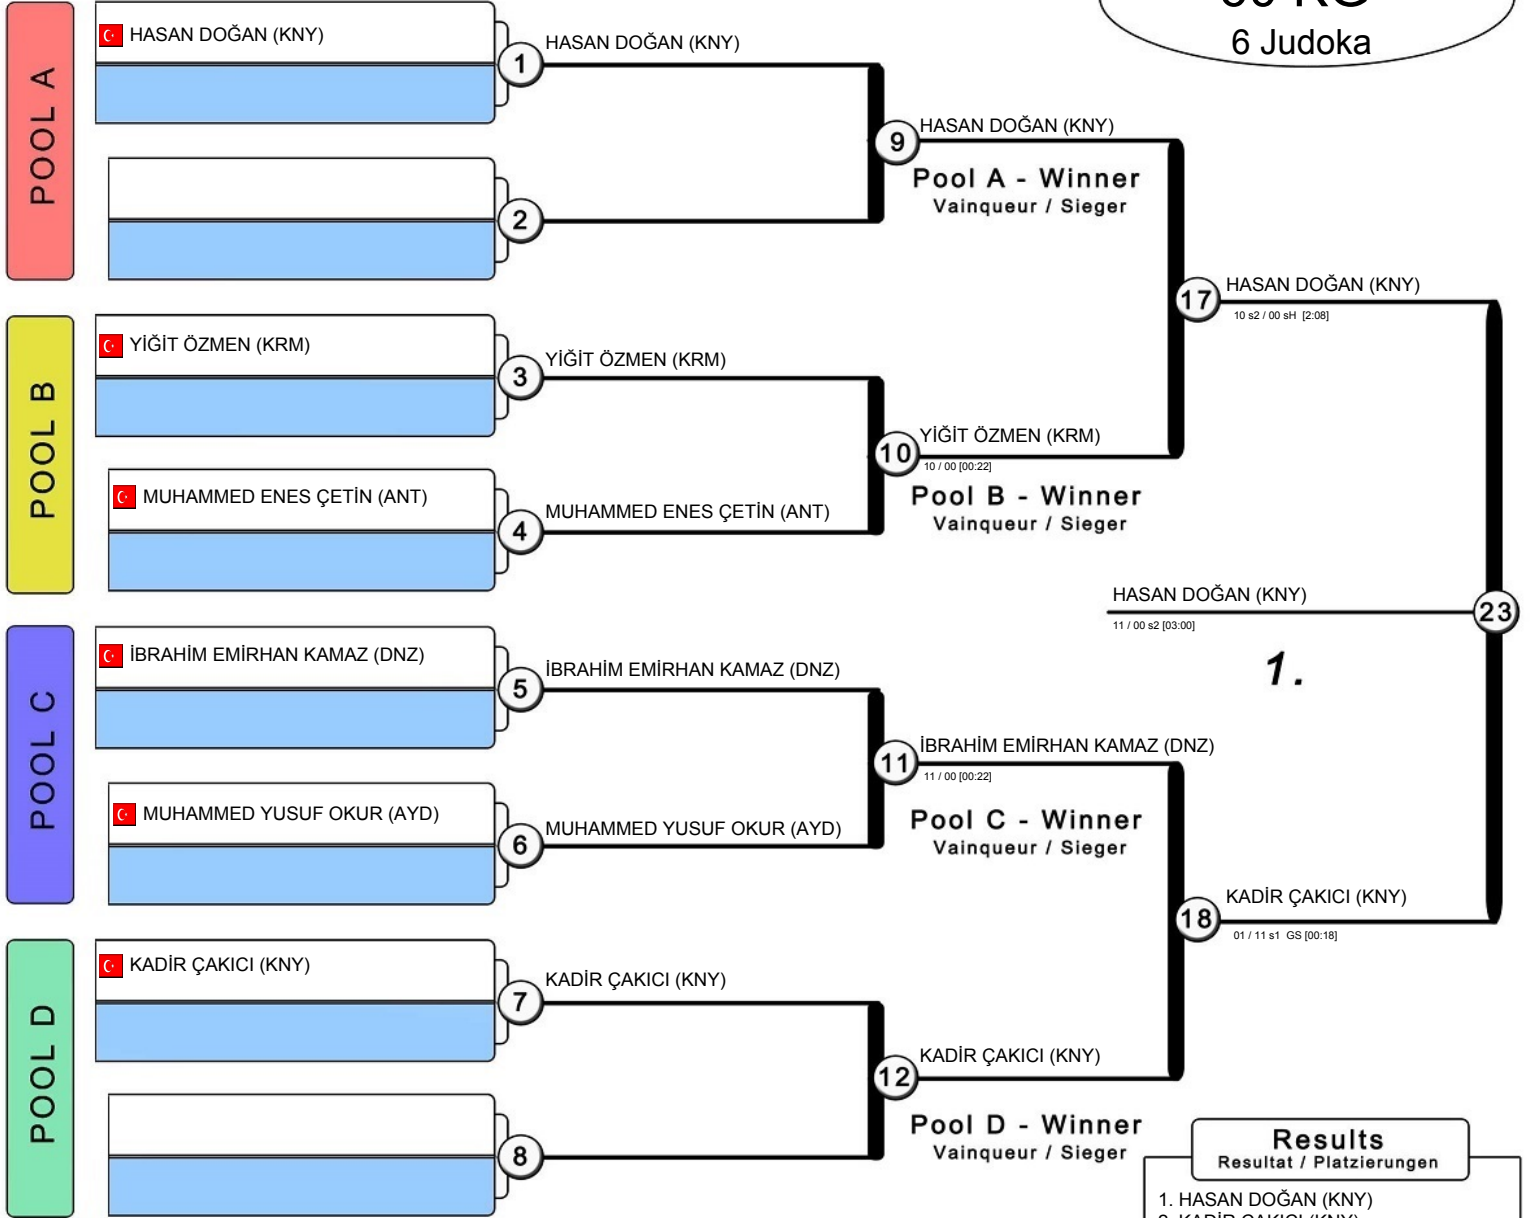 6 Judoka
POOL A
HASAN DOĞAN (KNY)
1
HASAN DOĞAN (KNY)
2
9
HASAN DOĞAN (KNY)
Pool A - Winner
Vainqueur / Sieger
POOL B
YİĞİT ÖZMEN (KRM)
3
YİĞİT ÖZMEN (KRM)
MUHAMMED ENES ÇETİN (ANT)
4
MUHAMMED ENES ÇETİN (ANT)
10
YİĞİT ÖZMEN (KRM)
10 / 00 [00:22]
Pool B - Winner
Vainqueur / Sieger
17
HASAN DOĞAN (KNY)
10 s2 / 00 sH [2:08]
POOL C
İBRAHİM EMİRHAN KAMAZ (DNZ)
5
İBRAHİM EMİRHAN KAMAZ (DNZ)
MUHAMMED YUSUF OKUR (AYD)
6
MUHAMMED YUSUF OKUR (AYD)
11
İBRAHİM EMİRHAN KAMAZ (DNZ)
11 / 00 [00:22]
Pool C - Winner
Vainqueur / Sieger
HASAN DOĞAN (KNY)
23
11 / 00 s2 [03:00]
1.
POOL D
KADİR ÇAKICI (KNY)
7
KADİR ÇAKICI (KNY)
8
12
KADİR ÇAKICI (KNY)
Pool D - Winner
Vainqueur / Sieger
18
KADİR ÇAKICI (KNY)
01 / 11 s1 GS [00:18]
Results
Resultat / Platzierungen
1. HASAN DOĞAN (KNY)
2. KADİR ÇAKICI (KNY)